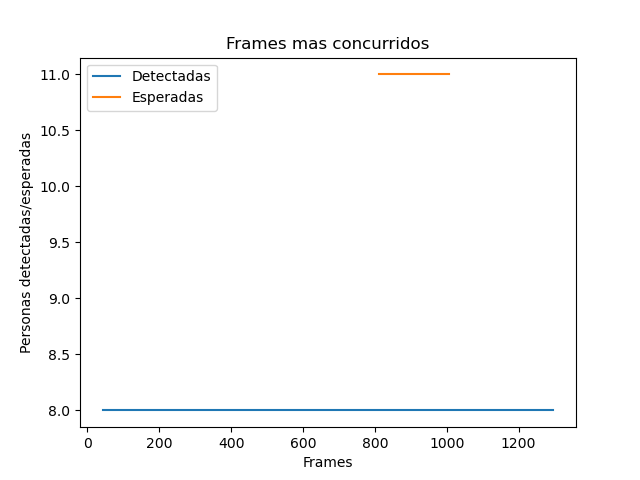 Frames mas concurridos
Detectadas
Esperadas
Personas detectadas/esperadas
11.0
10.5
10.0
9.5
9.0
8.5
8.0
0 200 400 600 800 1000 1200
Frames